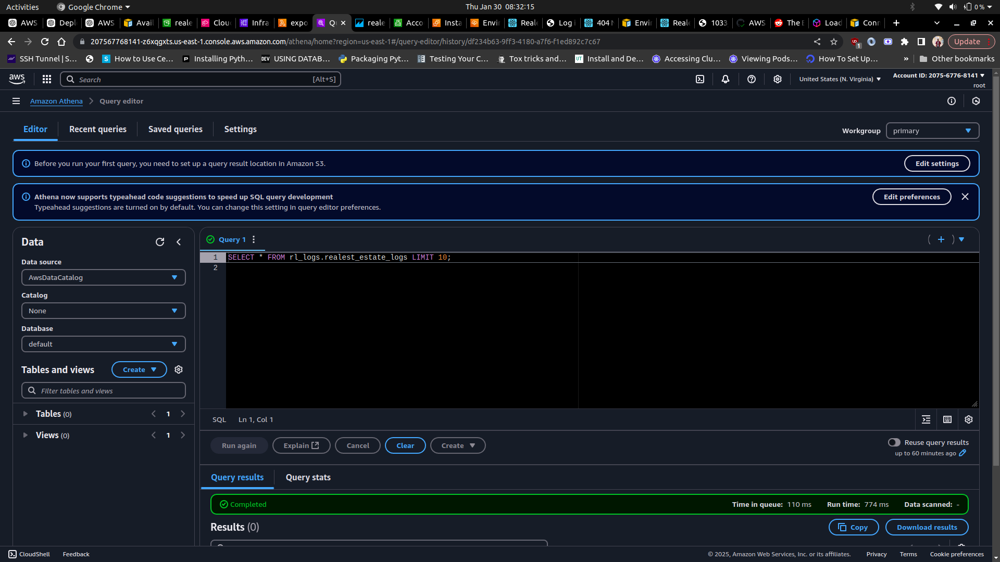 Activities Google Chrome Thu Jan 30 08:32:15 0 %
AWS Depl AWS Avail reale Clou Infra expo Q reale Acco Insta Envir Reale Log i 404 N Envir Reale 1033 AWS The E Load Conn
207567768141-z6xqgxts.us-east-1.console.aws.amazon.com/athena/home?region=us-east-1#/query-editor/history/df234b63-9ff3-4180-a7f6-f1ed892c7c67 1 Update
SSH Tunnel | S... How to Use Ce... Installing Pyth... DEV USING DATAB... Packaging Pyt... Testing Your C... Tox tricks and... UT Install and De... Accessing Clu... Viewing Pods... How To Set Up... » Other bookmarks
aws Search [Alt+S] United States (N. Virginia) Account ID: 2075-6776-8141
root
Amazon Athena Query editor
Editor Recent queries Saved queries Settings Workgroup primary
Before you run your first query, you need to set up a query result location in Amazon S3. Edit settings
Athena now supports typeahead code suggestions to speed up SQL query development Edit preferences
Typeahead suggestions are turned on by default. You can change this setting in query editor preferences.
Data
Data source
AwsDataCatalog
Catalog
None
Database
default
Tables and views Create
Filter tables and views
Tables (0) 1
Views (0) 1
Query 1
1 SELECT * FROM rl_logs.realest_estate_logs LIMIT 10;
2
SQL Ln 1, Col 1
Run again Explain Cancel Clear Create Reuse query results
up to 60 minutes ago
Query results Query stats
Completed Time in queue: 110 ms Run time: 774 ms Data scanned: -
Results (0) Copy Download results
CloudShell Feedback © 2025, Amazon Web Services, Inc. or its affiliates. Privacy Terms Cookie preferences